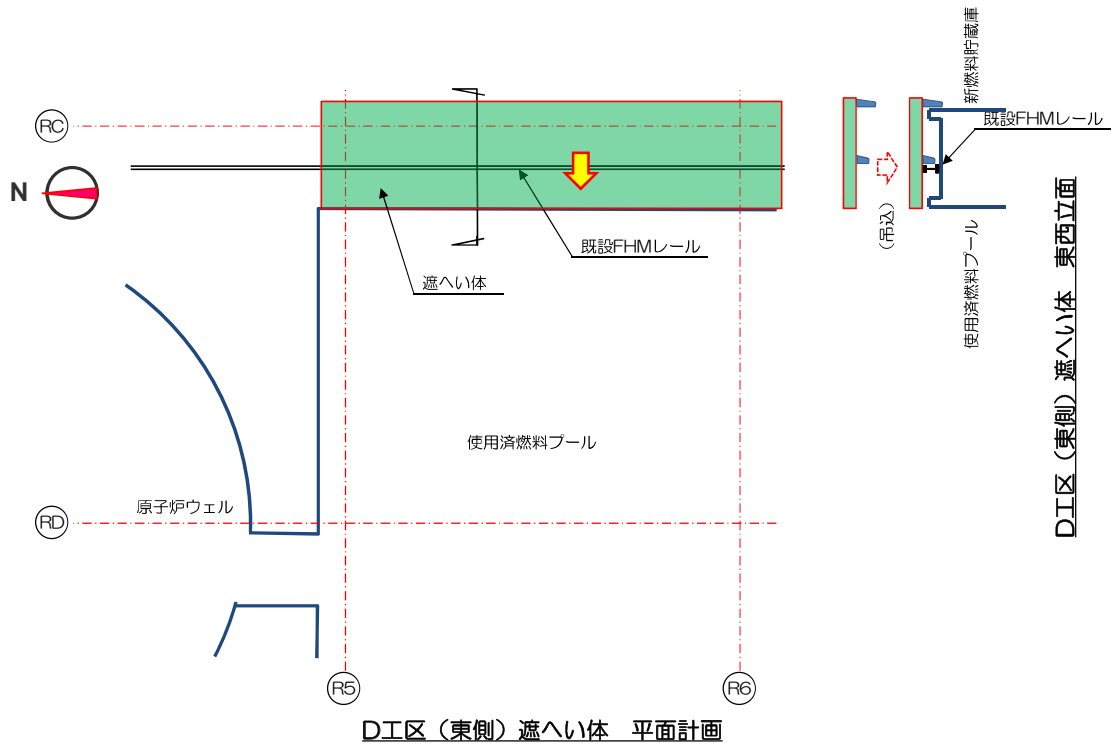 RC
N
既設FHMレール
遮へい体
使用済燃料プール
原子炉ウェル
RD
R5
R6
D工区（東側）遮へい体　平面計画
新燃料貯蔵庫
既設FHMレール
（吊込）
使用済燃料プール
D工区（東側）遮へい体　東西立面